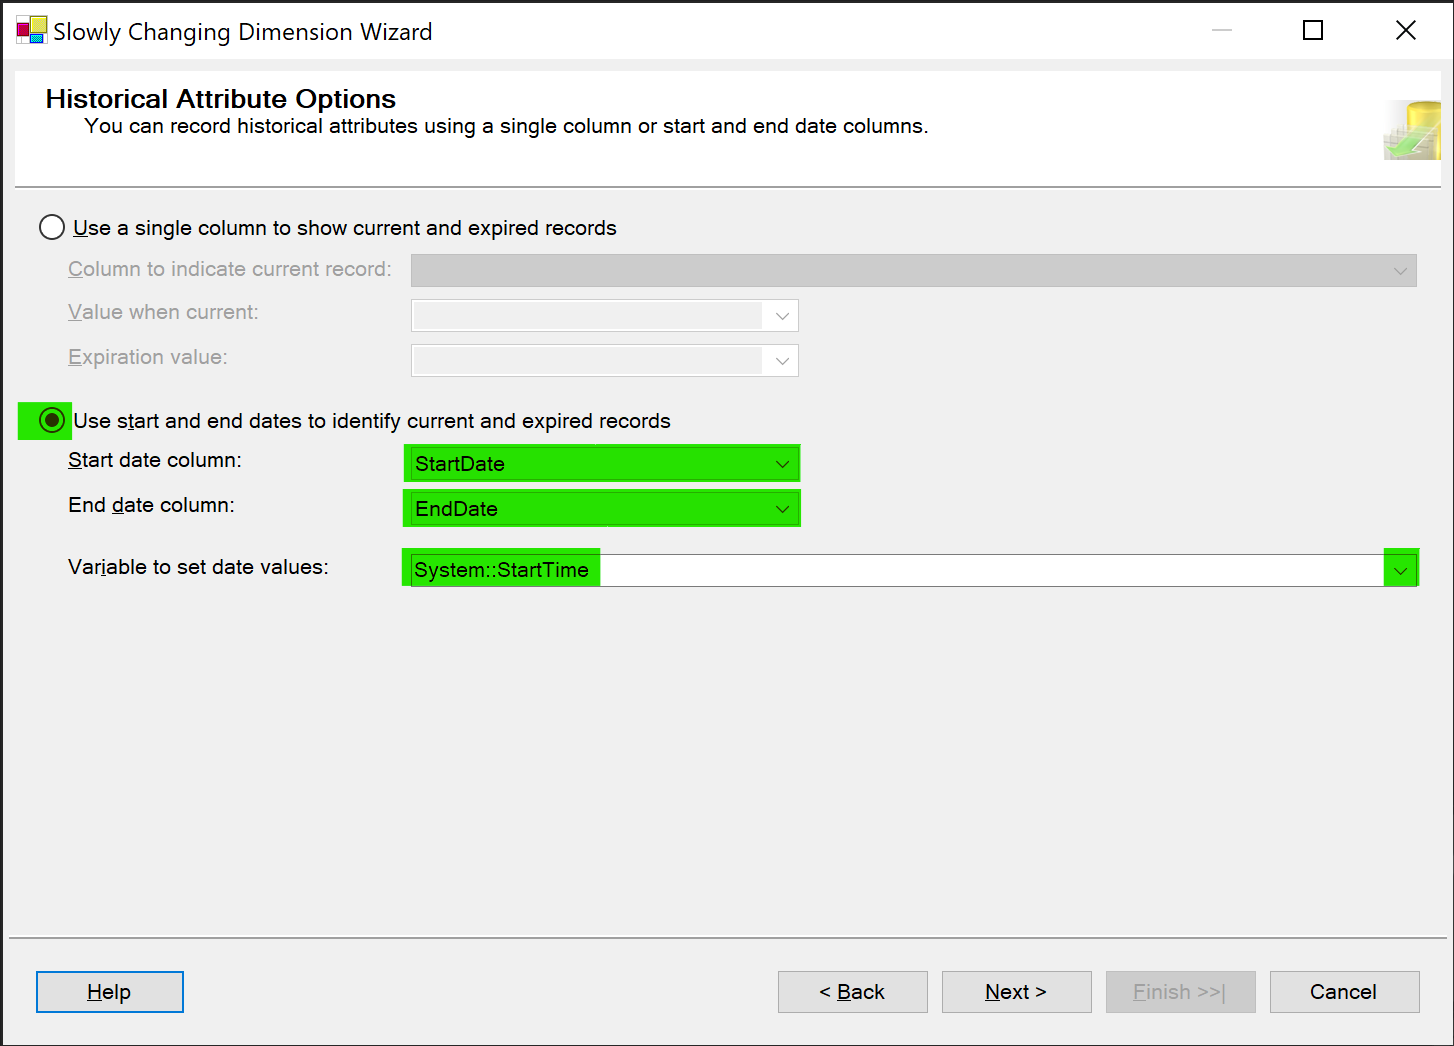 Slowly Changing Dimension Wizard
Historical Attribute Options
You can record historical attributes using a single column or start and end date columns.
Use a single column to show current and expired records
Column to indicate current record:
Value when current:
Expiration value:
Use start and end dates to identify current and expired records
Start date column: StartDate
End date column: EndDate
Variable to set date values: System::StartTime
Help < Back Next > Finish >>| Cancel